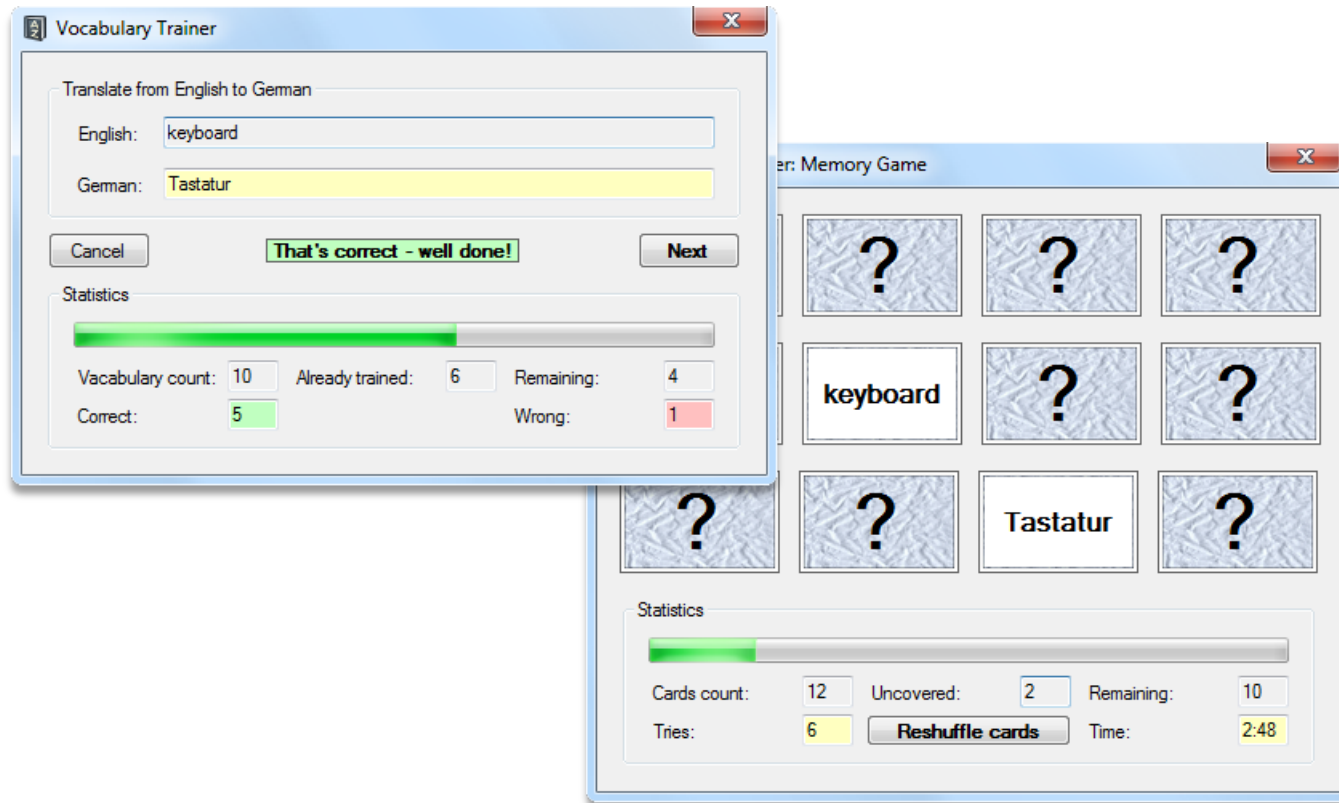 Vocabulary Trainer
X
Translate from English to German
English: keyboard
German: Tastatur
Cancel That's correct - well done! Next
Statistics
Vacabulary count: 10 Already trained: 6 Remaining: 4
Correct: 5 Wrong: 1
er: Memory Game
X
? ? ?
keyboard ? ?
? ? Tastatur ?
Statistics
Cards count: 12 Uncovered: 2 Remaining: 10
Tries: 6 Reshuffle cards Time: 2:48